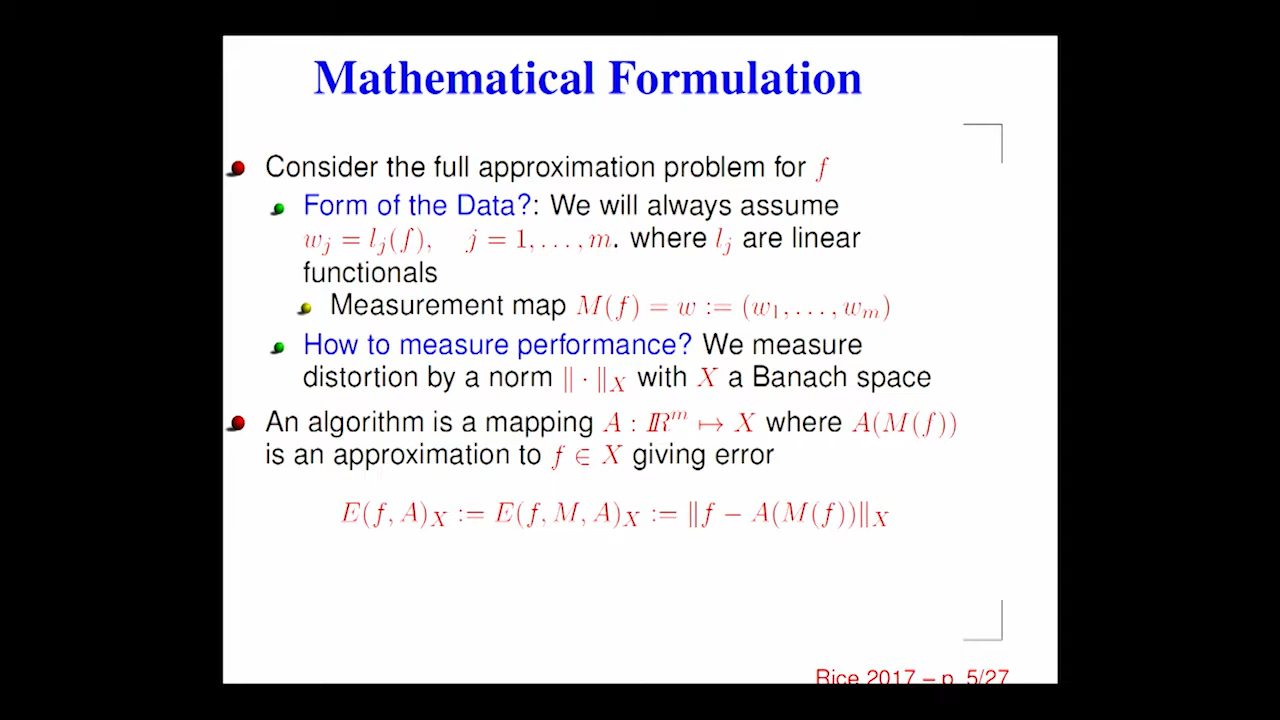 Mathematical Formulation
Consider the full approximation problem for f
Form of the Data?: We will always assume
w_j = l_j(f), j = 1, . . . , m. where l_j are linear
functionals
Measurement map M(f) = w := (w_1, . . . , w_m)
How to measure performance? We measure
distortion by a norm ‖ · ‖_X with X a Banach space
An algorithm is a mapping A : ℝ^m ↦ X where A(M(f))
is an approximation to f ∈ X giving error
E(f, A)_X := E(f, M, A)_X := ‖f − A(M(f))‖_X
Rice 2017 – p. 5/27